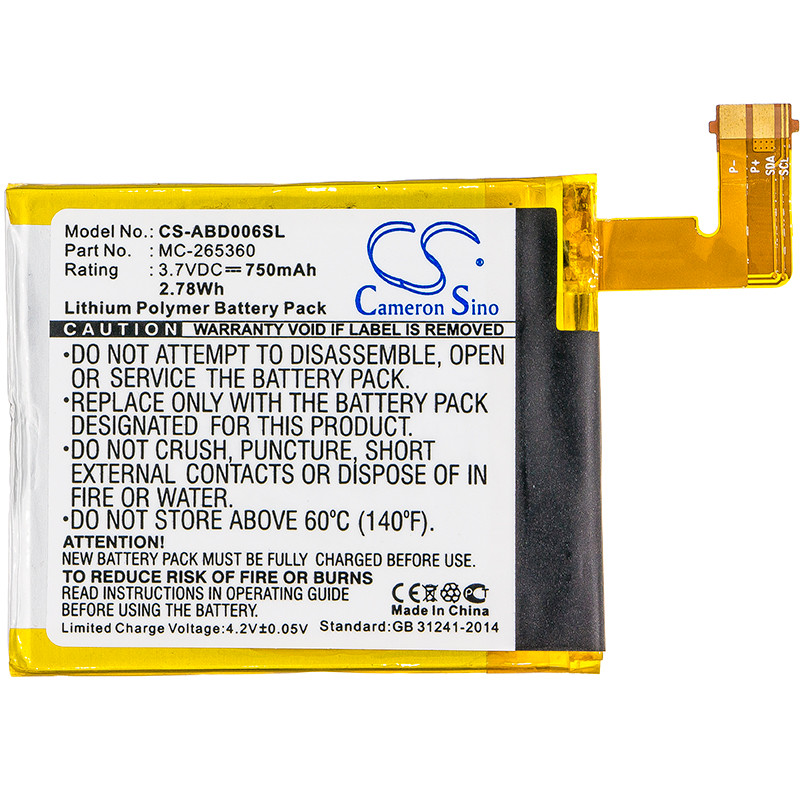 Model No.: CS-ABD006SL
Part No. : MC-265360
Rating : 3.7VDC⎓750mAh
2.78Wh
Lithium Polymer Battery Pack
CS
Cameron Sino
CAUTION WARRANTY VOID IF LABEL IS REMOVED
•DO NOT ATTEMPT TO DISASSEMBLE, OPEN
OR SERVICE THE BATTERY PACK.
•REPLACE ONLY WITH THE BATTERY PACK
DESIGNATED FOR THIS PRODUCT.
•DO NOT CRUSH, PUNCTURE, SHORT
EXTERNAL CONTACTS OR DISPOSE OF IN
FIRE OR WATER.
•DO NOT STORE ABOVE 60°C (140°F).
ATTENTION!
NEW BATTERY PACK MUST BE FULLY CHARGED BEFORE USE
TO REDUCE RISK OF FIRE OR BURNS
READ INSTRUCTIONS IN OPERATING GUIDE
BEFORE INSTALLING THE BATTERY.
CE PCT
Made In China
Limited Charge Voltage:4.2V±0.05V Standard:GB 31241-2014
P- P+ SDA SCL